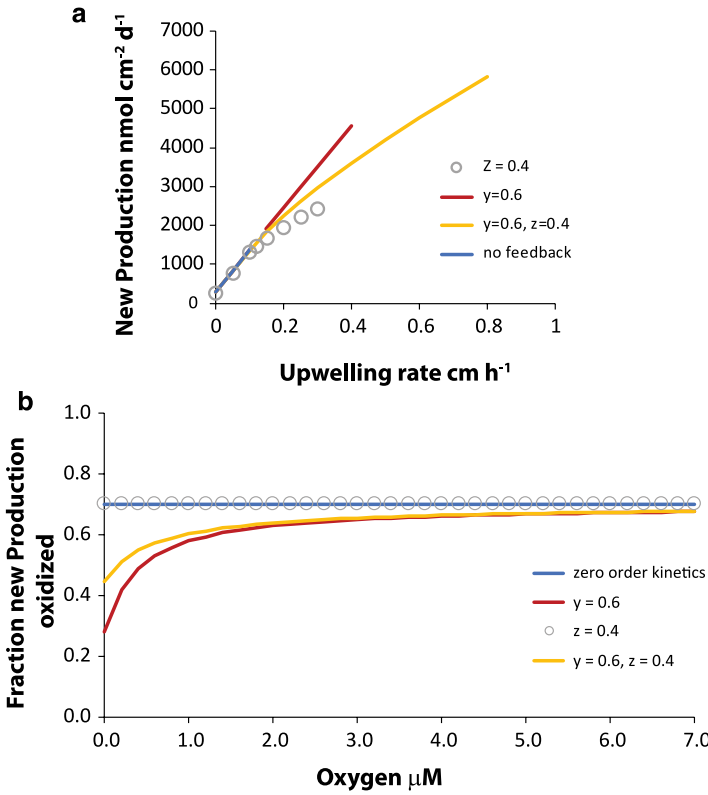 a
New Production nmol cm-2 d-1
7000
6000
5000
4000
3000
2000
1000
0
Z = 0.4
y=0.6
y=0.6, z=0.4
no feedback
0 0.2 0.4 0.6 0.8 1
Upwelling rate cm h-1
b
Fraction new Production
oxidized
1.0
0.8
0.6
0.4
0.2
0.0
zero order kinetics
y = 0.6
z = 0.4
y = 0.6, z = 0.4
0.0 1.0 2.0 3.0 4.0 5.0 6.0 7.0
Oxygen μM